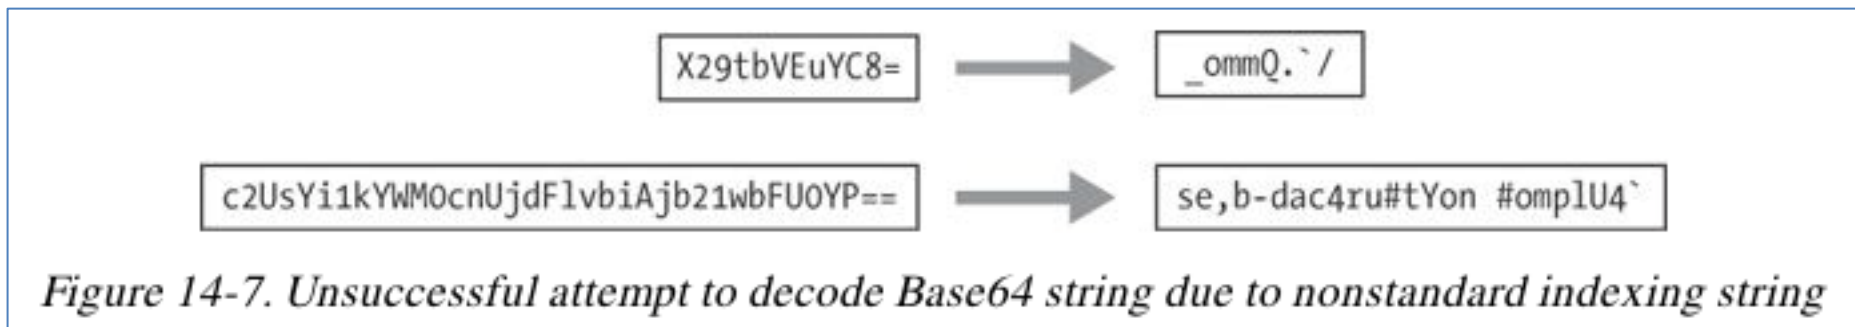 X29tbVEuYC8=
_ommQ.`/
c2UsYi1kYWM0cnUjdFlvbiAjb21wbFU0YP==
se,b-dac4ru#tYon #omplU4`
Figure 14-7. Unsuccessful attempt to decode Base64 string due to nonstandard indexing string